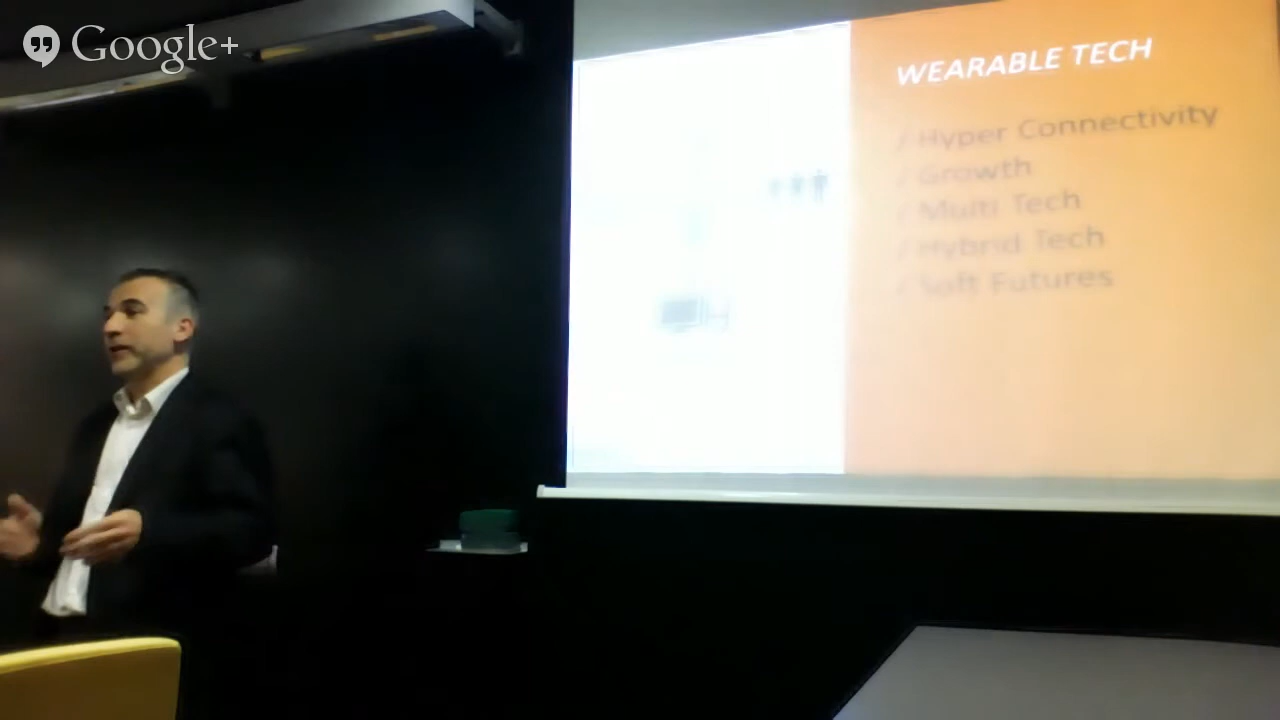 Google+
WEARABLE TECH
/ Hyper Connectivity
/ Growth
/ Multi Tech
/ Hybrid Tech
/ Soft Futures